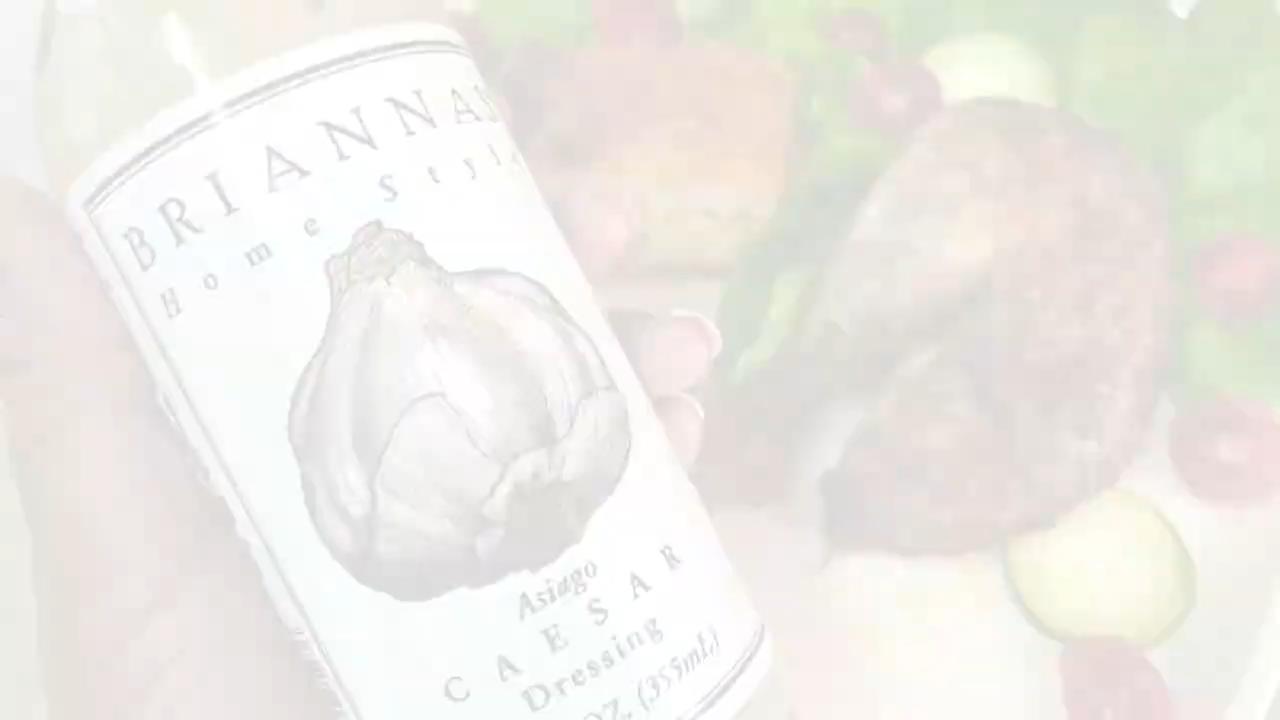 BRIANNAS
Home Style
Asiago
CAESAR
Dressing
OZ. (355mL)